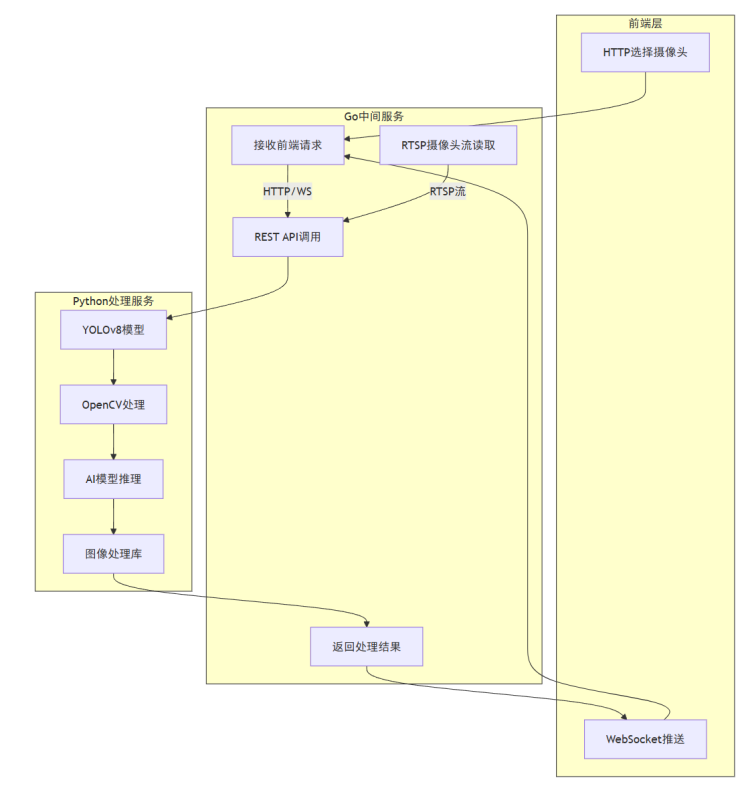 前端层
HTTP选择摄像头
Go中间服务
接收前端请求
RTSP摄像头流读取
HTTP/WS
RTSP流
REST API调用
Python处理服务
YOLOv8模型
OpenCV处理
AI模型推理
图像处理库
返回处理结果
WebSocket推送